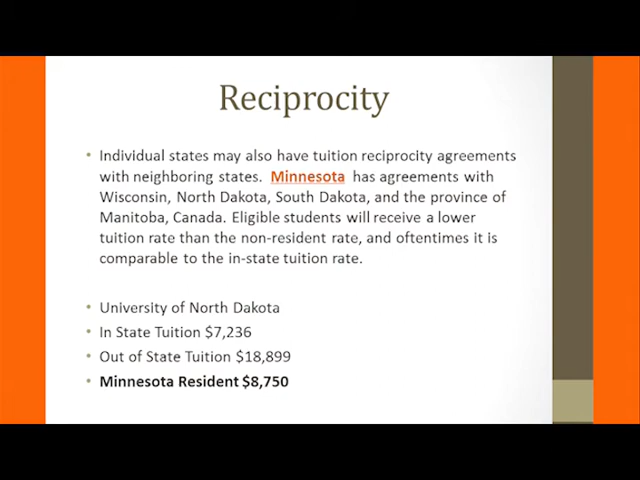 Reciprocity
• Individual states may also have tuition reciprocity agreements
with neighboring states. Minnesota has agreements with
Wisconsin, North Dakota, South Dakota, and the province of
Manitoba, Canada. Eligible students will receive a lower
tuition rate than the non-resident rate, and oftentimes it is
comparable to the in-state tuition rate.
• University of North Dakota
• In State Tuition $7,236
• Out of State Tuition $18,899
• Minnesota Resident $8,750